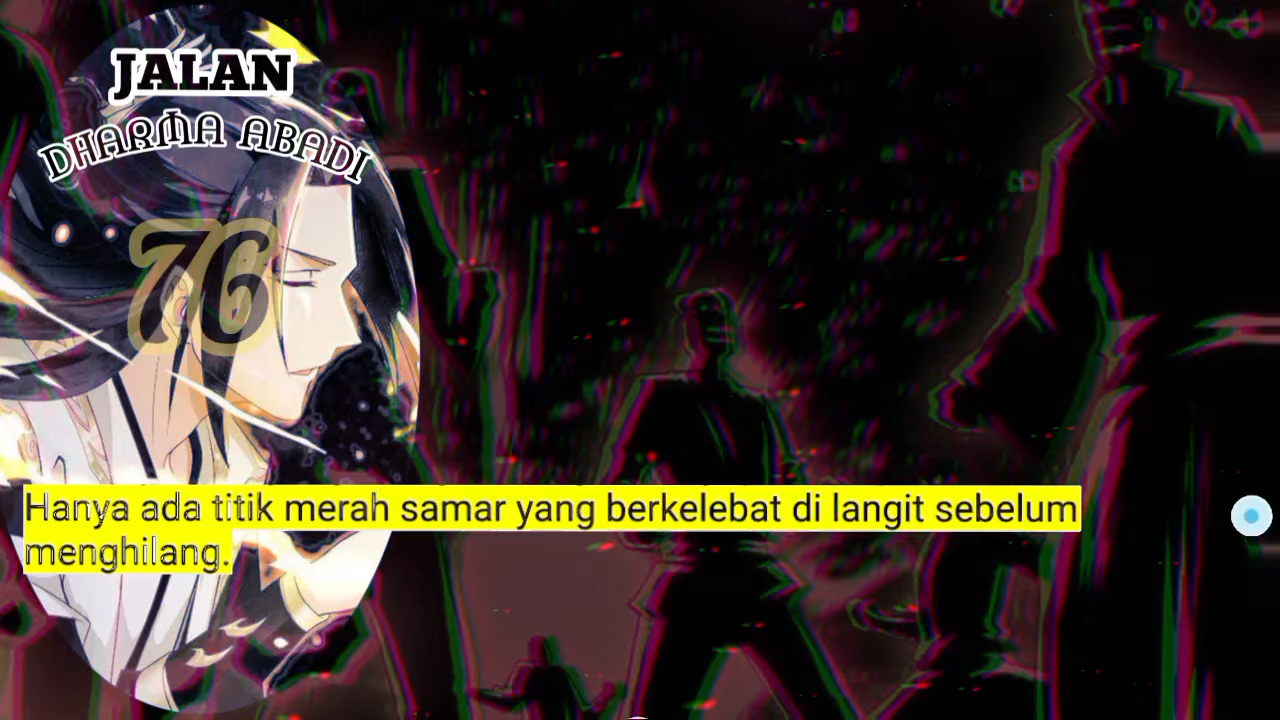 JALAN
DHARMA ABADI
76
Hanya ada titik merah samar yang berkelebat di langit sebelum
menghilang.